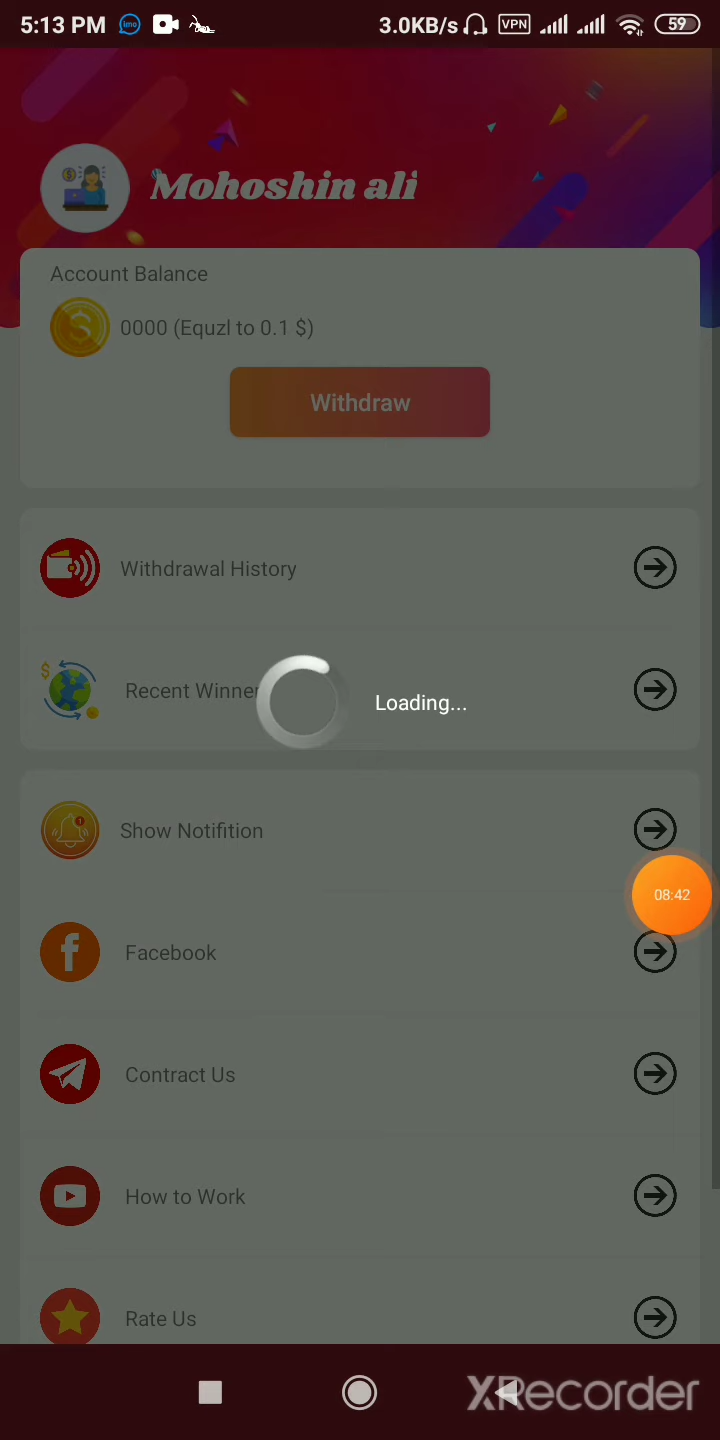 5:13 PM imo 3.0KB/s VPN 59
Mohoshin ali
Account Balance
0000 (Equzl to 0.1 $)
Withdraw
Withdrawal History
Recent Winner
Loading...
Show Notifition
08:42
Facebook
Contract Us
How to Work
Rate Us
XRecorder